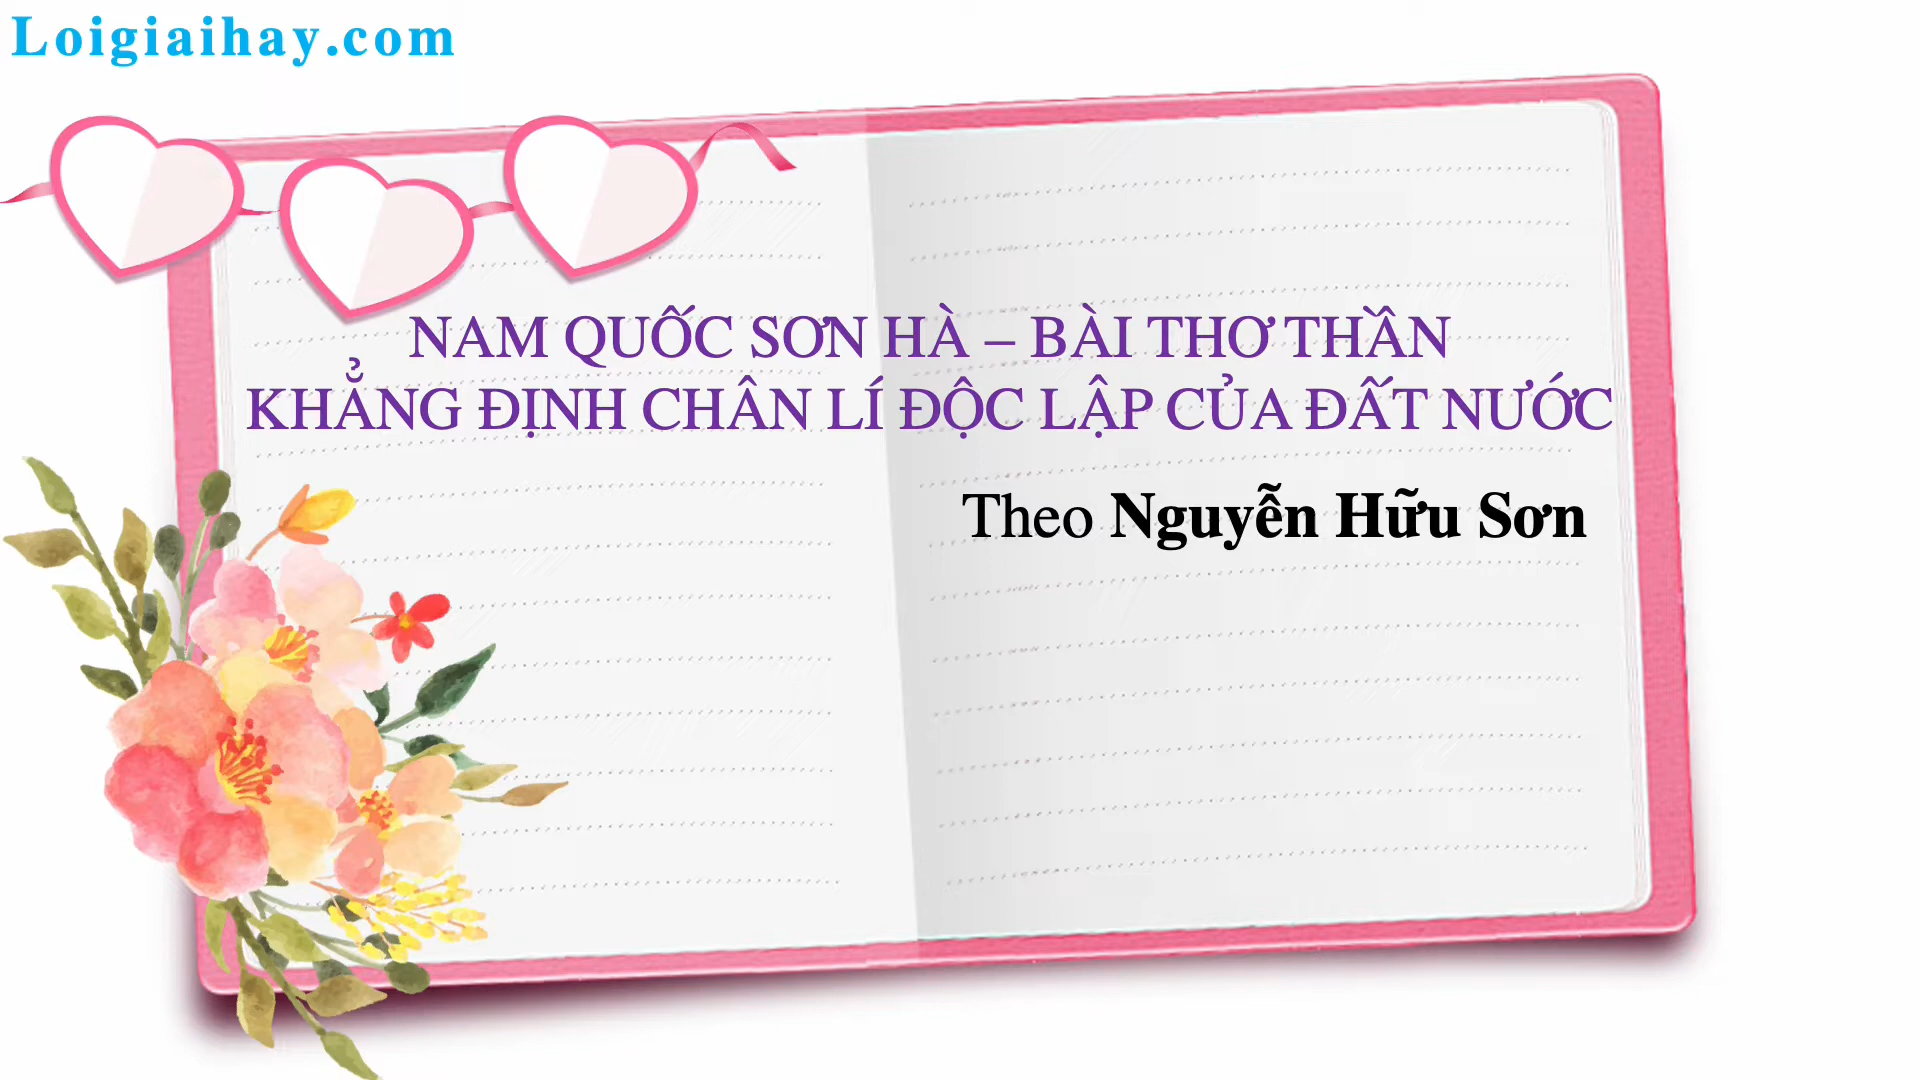 Loigiaihay.com
NAM QUỐC SƠN HÀ – BÀI THƠ THẦN
KHẲNG ĐỊNH CHÂN LÍ ĐỘC LẬP CỦA ĐẤT NƯỚC
Theo Nguyễn Hữu Sơn